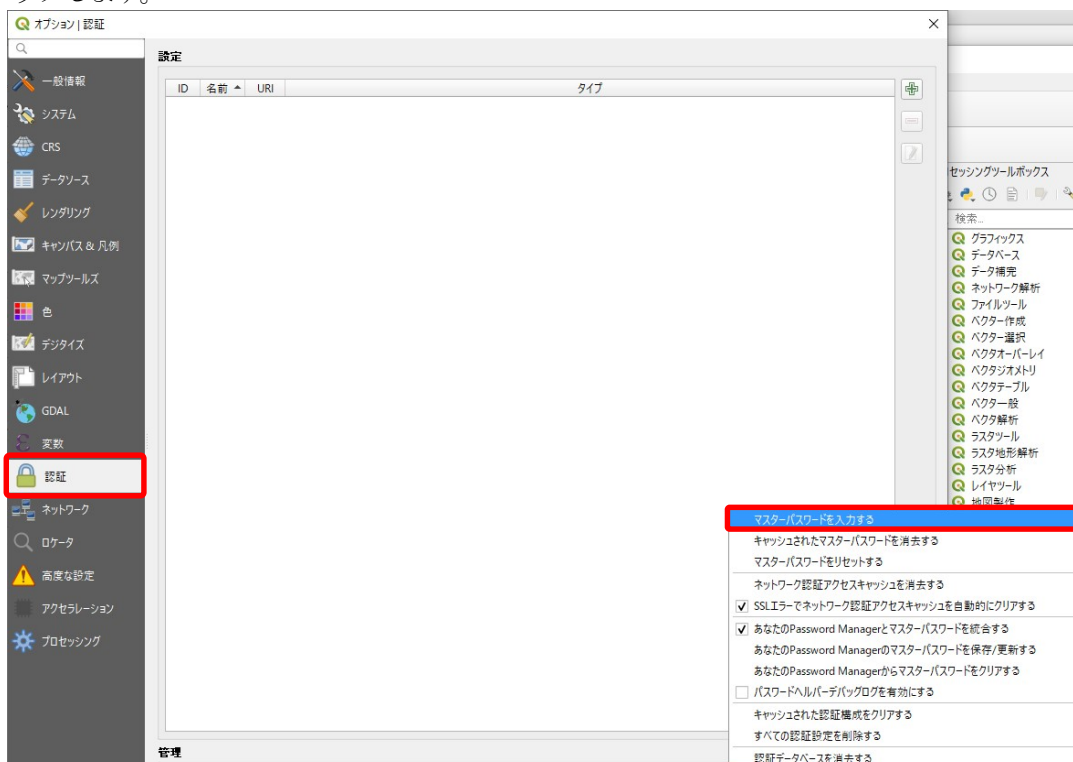 オプション | 認証
設定
一般情報
システム
CRS
データソース
レンダリング
キャンバス & 凡例
マップツールズ
色
デジタイズ
レイアウト
GDAL
変数
認証
ネットワーク
ロケータ
高度な設定
アクセラレーション
プロセッシング
ID 名前 URI タイプ
管理
セッシングツールボックス
検索...
グラフィックス
データベース
データ補完
ネットワーク解析
ファイルツール
ベクター作成
ベクター選択
ベクタオーバーレイ
ベクタジオメトリ
ベクタテーブル
ベクター般
ベクタ解析
ラスタツール
ラスタ地形解析
ラスタ分析
レイヤツール
地図製作
マスターパスワードを入力する
キャッシュされたマスターパスワードを消去する
マスターパスワードをリセットする
ネットワーク認証アクセスキャッシュを消去する
SSLエラーでネットワーク認証アクセスキャッシュを自動的にクリアする
あなたのPassword Managerとマスターパスワードを統合する
あなたのPassword Managerのマスターパスワードを保存/更新する
あなたのPassword Managerからマスターパスワードをクリアする
パスワードヘルパーデバッグログを有効にする
キャッシュされた認証構成をクリアする
すべての認証設定を削除する
認証データベースを消去する